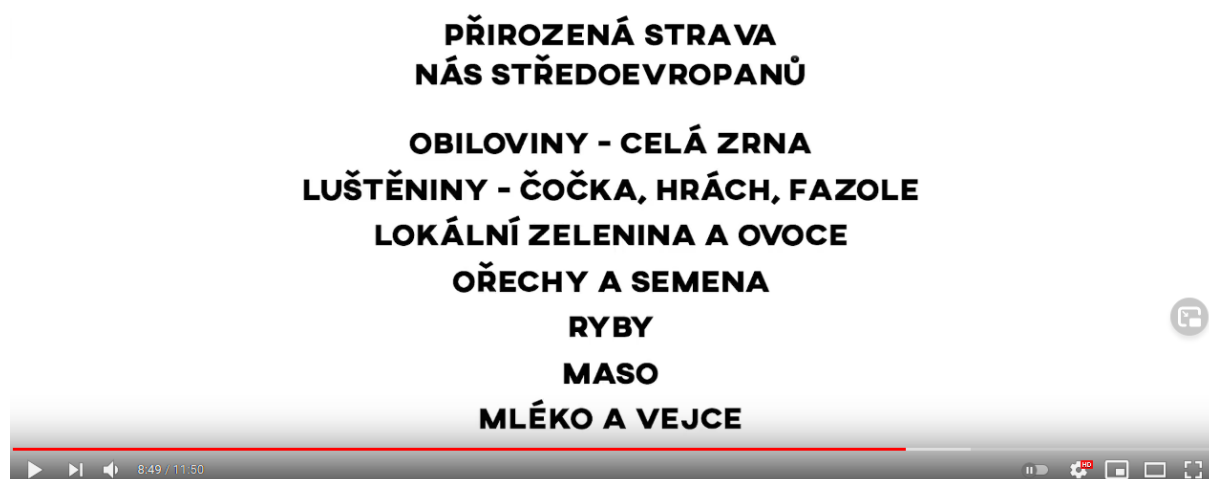 PŘIROZENÁ STRAVA
NÁS STŘEDOEVROPANŮ
OBILOVINY - CELÁ ZRNA
LUŠTĚNINY - ČOČKA, HRÁCH, FAZOLE
LOKÁLNÍ ZELENINA A OVOCE
OŘECHY A SEMENA
RYBY
MASO
MLÉKO A VEJCE
8:49 / 11:50
HD